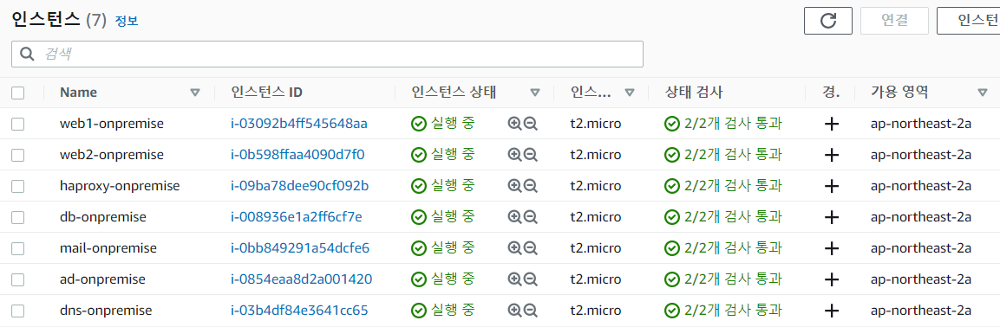 인스턴스 (7) 정보
연결
인스턴
검색
Name 인스턴스 ID 인스턴스 상태 인스... 상태 검사 경. 가용 영역
web1-onpremise i-03092b4ff545648aa 실행 중 t2.micro 2/2개 검사 통과 + ap-northeast-2a
web2-onpremise i-0b598ffaa4090d7f0 실행 중 t2.micro 2/2개 검사 통과 + ap-northeast-2a
haproxy-onpremise i-09ba78dee90cf092b 실행 중 t2.micro 2/2개 검사 통과 + ap-northeast-2a
db-onpremise i-008936e1a2ff6cf7e 실행 중 t2.micro 2/2개 검사 통과 + ap-northeast-2a
mail-onpremise i-0bb849291a54dcfe6 실행 중 t2.micro 2/2개 검사 통과 + ap-northeast-2a
ad-onpremise i-0854eaa8d2a001420 실행 중 t2.micro 2/2개 검사 통과 + ap-northeast-2a
dns-onpremise i-03b4df84e3641cc65 실행 중 t2.micro 2/2개 검사 통과 + ap-northeast-2a